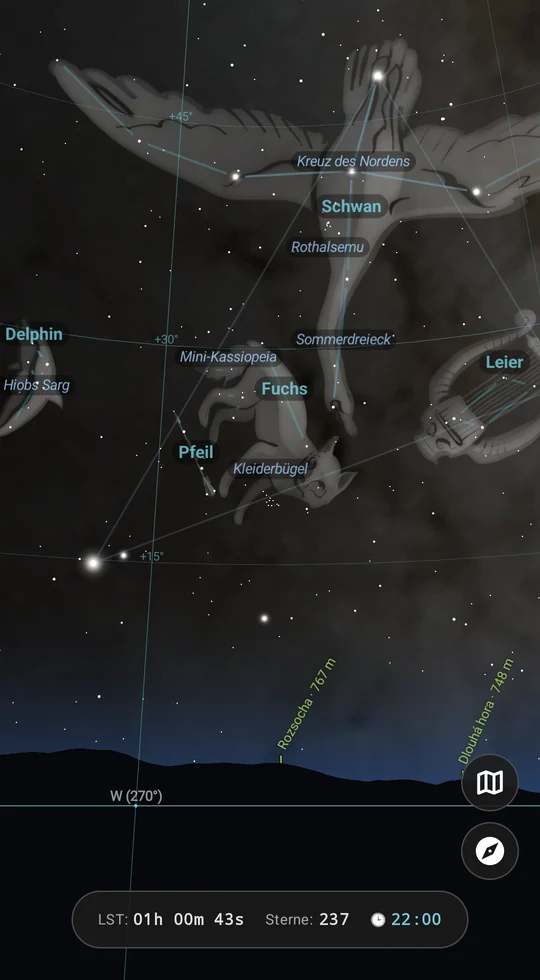 +45°
Kreuz des Nordens
Schwan
Rothalsemu
Delphin
+30°
Sommerdreieck
Mini-Kassiopeia
Leier
Hiobs Sarg
Fuchs
Pfeil
Kleiderbügel
+15°
Rozsocha · 767 m
Dlouhá hora · 748 m
W (270°)
LST: 01h 00m 43s Sterne: 237 22:00